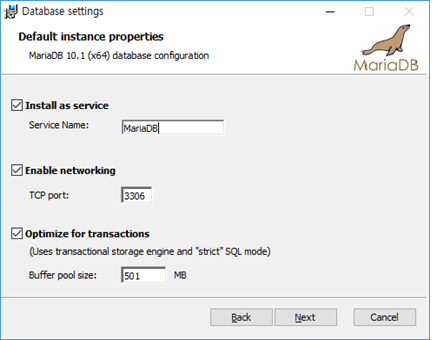 Database settings
Default instance properties
MariaDB 10.1 (x64) database configuration
MariaDB
Install as service
Service Name: MariaDB
Enable networking
TCP port: 3306
Optimize for transactions
(Uses transactional storage engine and "strict" SQL mode)
Buffer pool size: 501 MB
Back Next Cancel